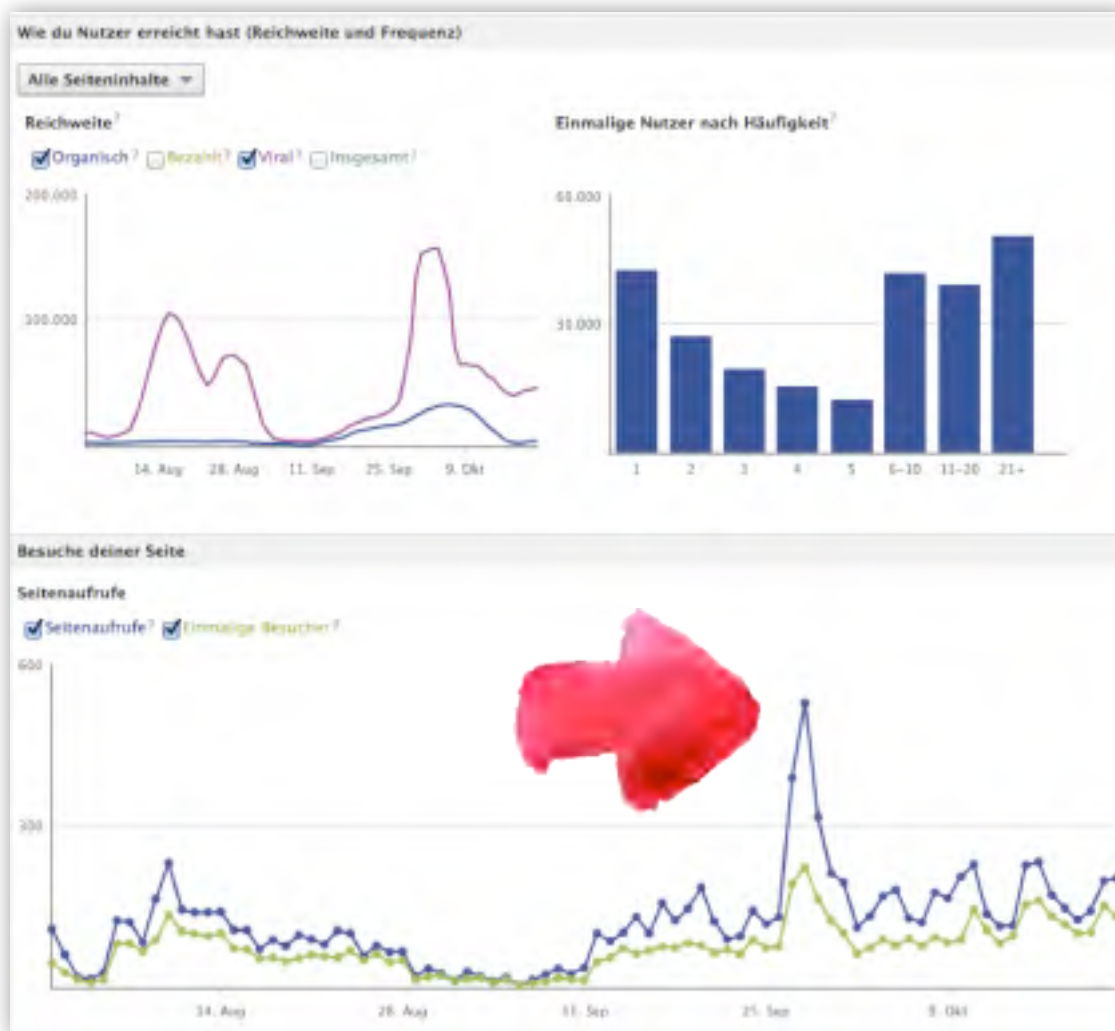 Wie du Nutzer erreicht hast (Reichweite und Frequenz)
Alle Seiteninhalte
Reichweite?
Organisch? Bezahlt? Viral? Insgesamt?
200.000
100.000
14. Aug 28. Aug 11. Sep 25. Sep 9. Okt
Einmalige Nutzer nach Häufigkeit?
60.000
30.000
1 2 3 4 5 6-10 11-20 21+
Besuche deiner Seite
Seitenaufrufe
Seitenaufrufe? Einmalige Besucher?
600
300
14. Aug 28. Aug 11. Sep 25. Sep 9. Okt